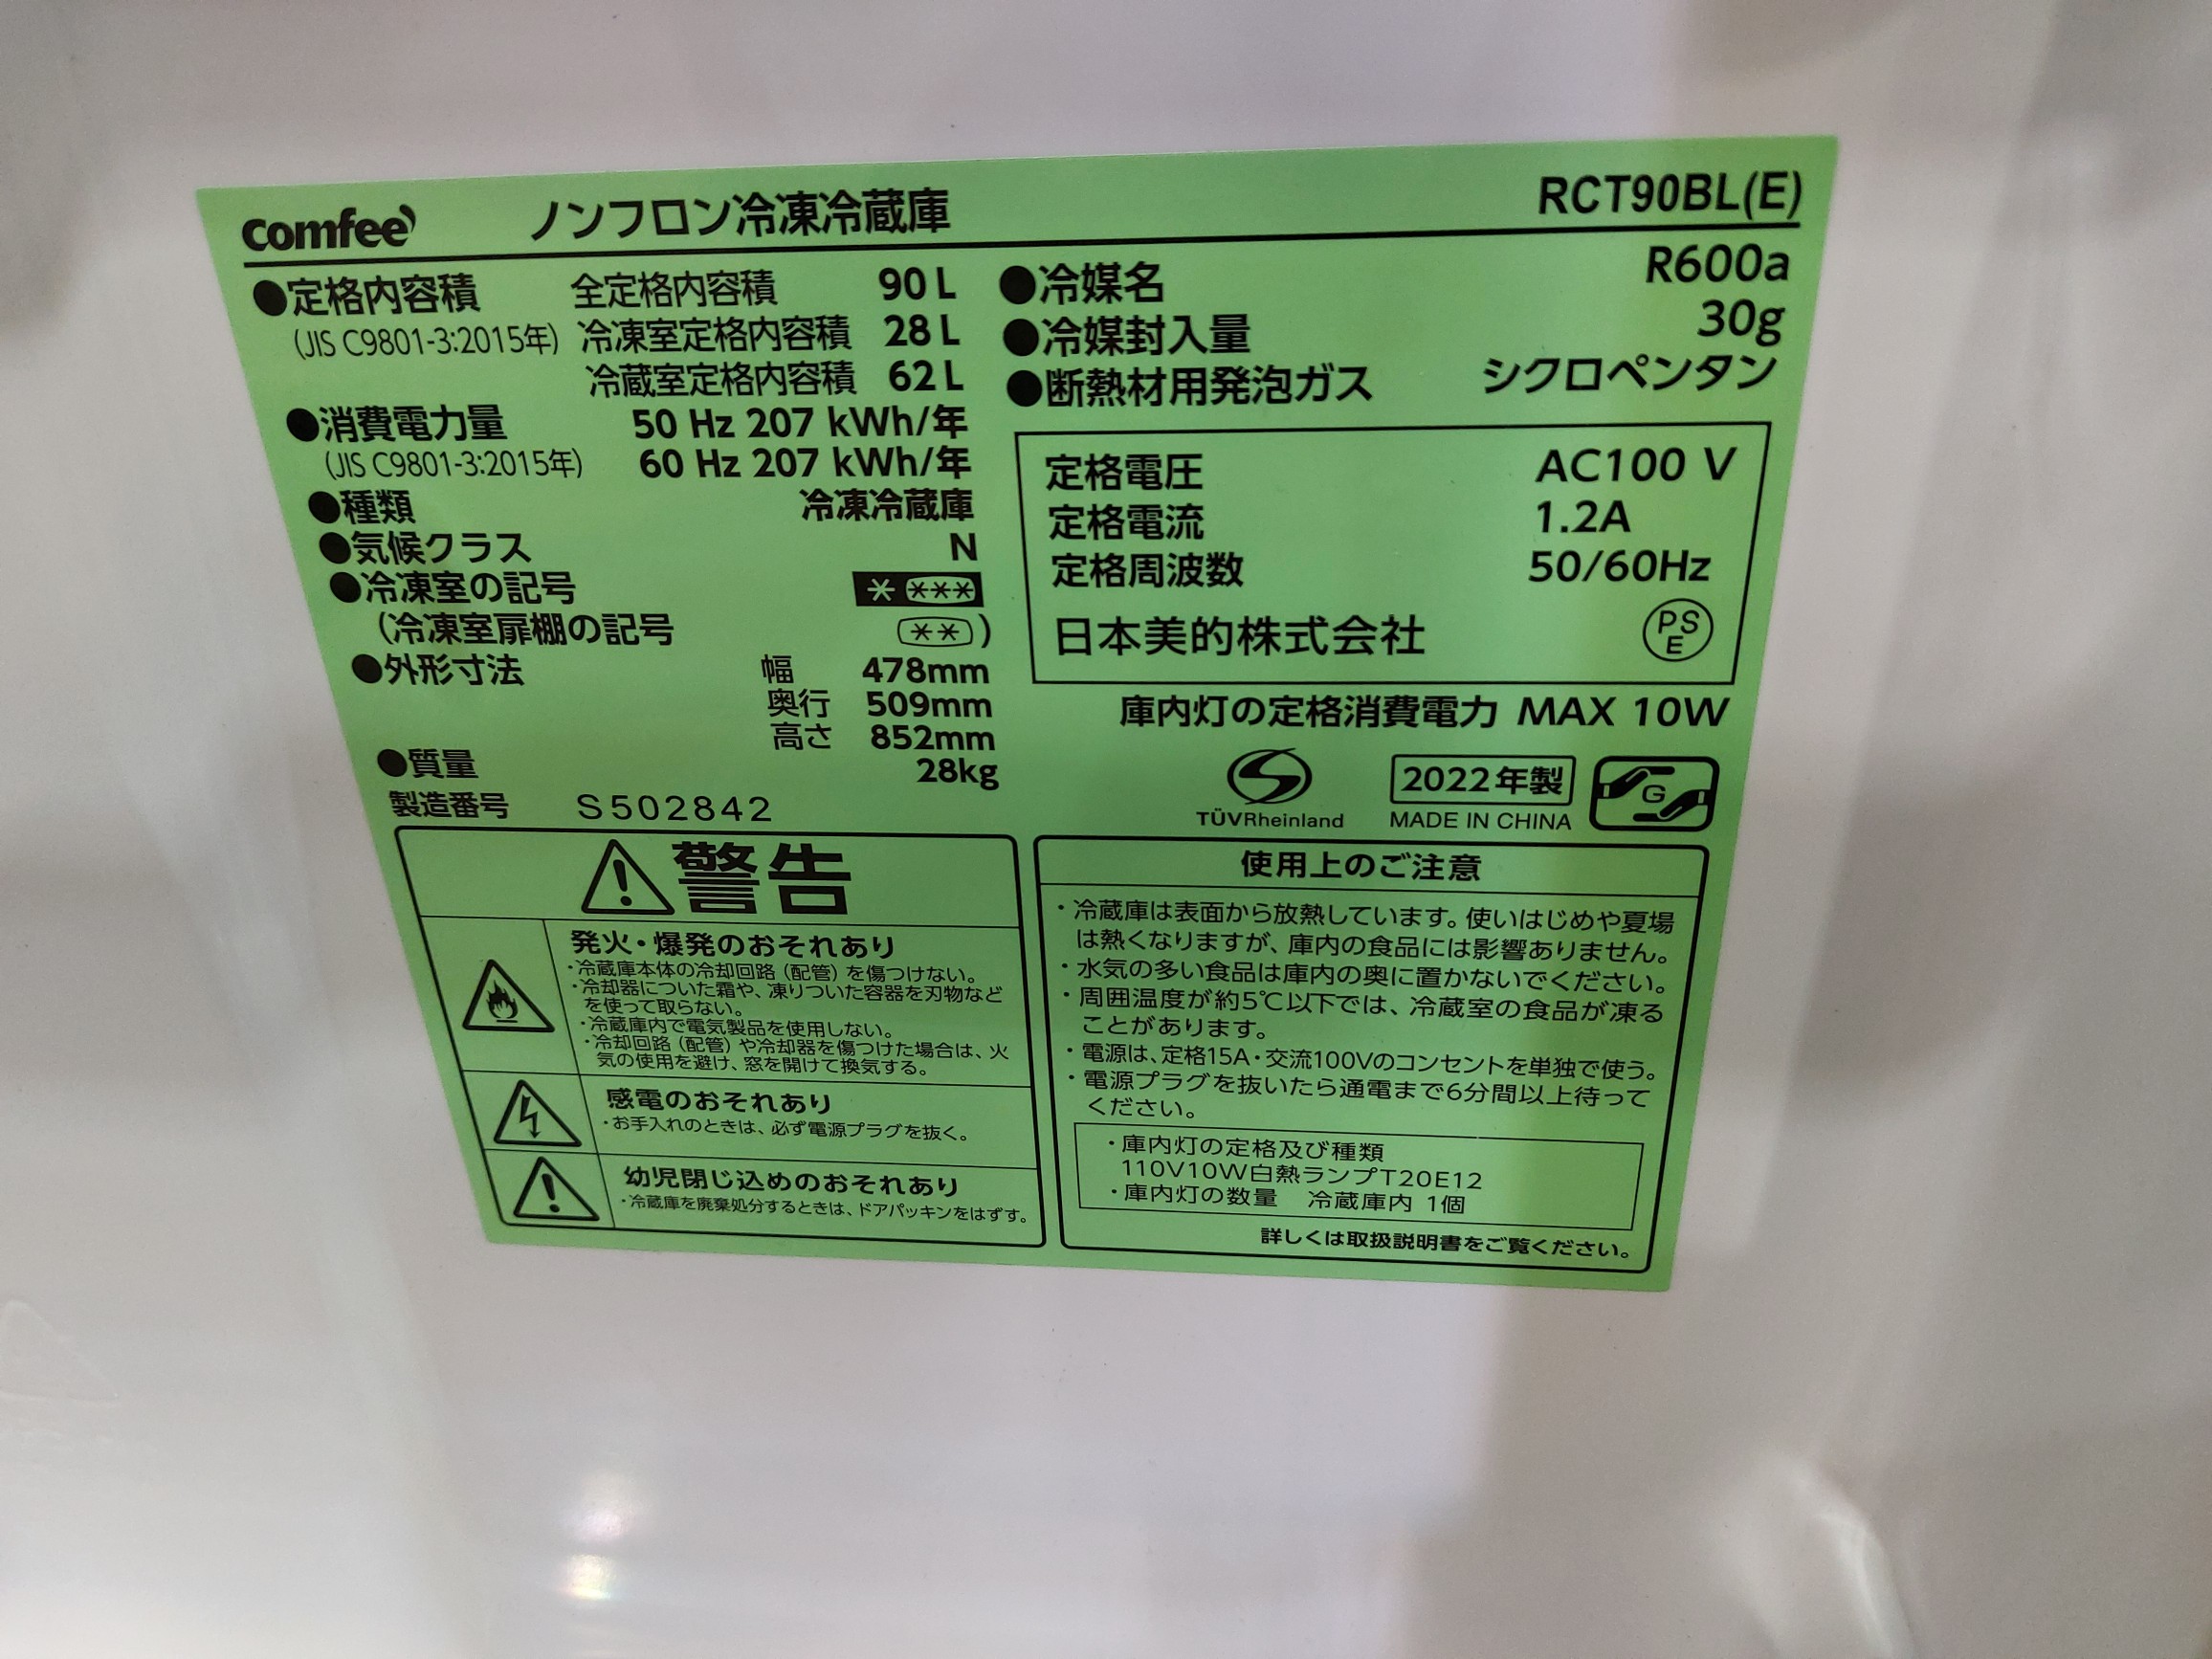 comfee' ノンフロン冷凍冷蔵庫 RCT90BL(E)
●定格内容積 全定格内容積 90 L
(JIS C9801-3:2015年) 冷凍室定格内容積 28 L
冷蔵室定格内容積 62 L
●消費電力量 50 Hz 207 kWh/年
(JIS C9801-3:2015年) 60 Hz 207 kWh/年
●種類 冷凍冷蔵庫
●気候クラス N
●冷凍室の記号 * ***
(冷凍室扉棚の記号 **)
●外形寸法 幅 478mm
奥行 509mm
高さ 852mm
●質量 28kg
製造番号 S502842
●冷媒名 R600a
●冷媒封入量 30g
●断熱材用発泡ガス シクロペンタン
定格電圧 AC100 V
定格電流 1.2A
定格周波数 50/60Hz
日本美的株式会社 PSE
庫内灯の定格消費電力 MAX 10W
TÜVRheinland
2022年製
MADE IN CHINA
G
警告
発火・爆発のおそれあり
・冷蔵庫本体の冷却回路(配管)を傷つけない。
・冷却器についた霜や、凍りついた容器を刃物など
を使って取らない。
・冷蔵庫内で電気製品を使用しない。
・冷却回路(配管)や冷却器を傷つけた場合は、火
気の使用を避け、窓を開けて換気する。
感電のおそれあり
・お手入れのときは、必ず電源プラグを抜く。
幼児閉じ込めのおそれあり
・冷蔵庫を廃棄処分するときは、ドアパッキンをはずす。
使用上のご注意
・冷蔵庫は表面から放熱しています。使いはじめや夏場
は熱くなりますが、庫内の食品には影響ありません。
・水気の多い食品は庫内の奥に置かないでください。
・周囲温度が約5℃以下では、冷蔵室の食品が凍る
ことがあります。
・電源は、定格15A・交流100Vのコンセントを単独で使う。
・電源プラグを抜いたら通電まで6分間以上待って
ください。
・庫内灯の定格及び種類
110V10W白熱ランプT20E12
・庫内灯の数量 冷蔵庫内 1個
詳しくは取扱説明書をご覧ください。